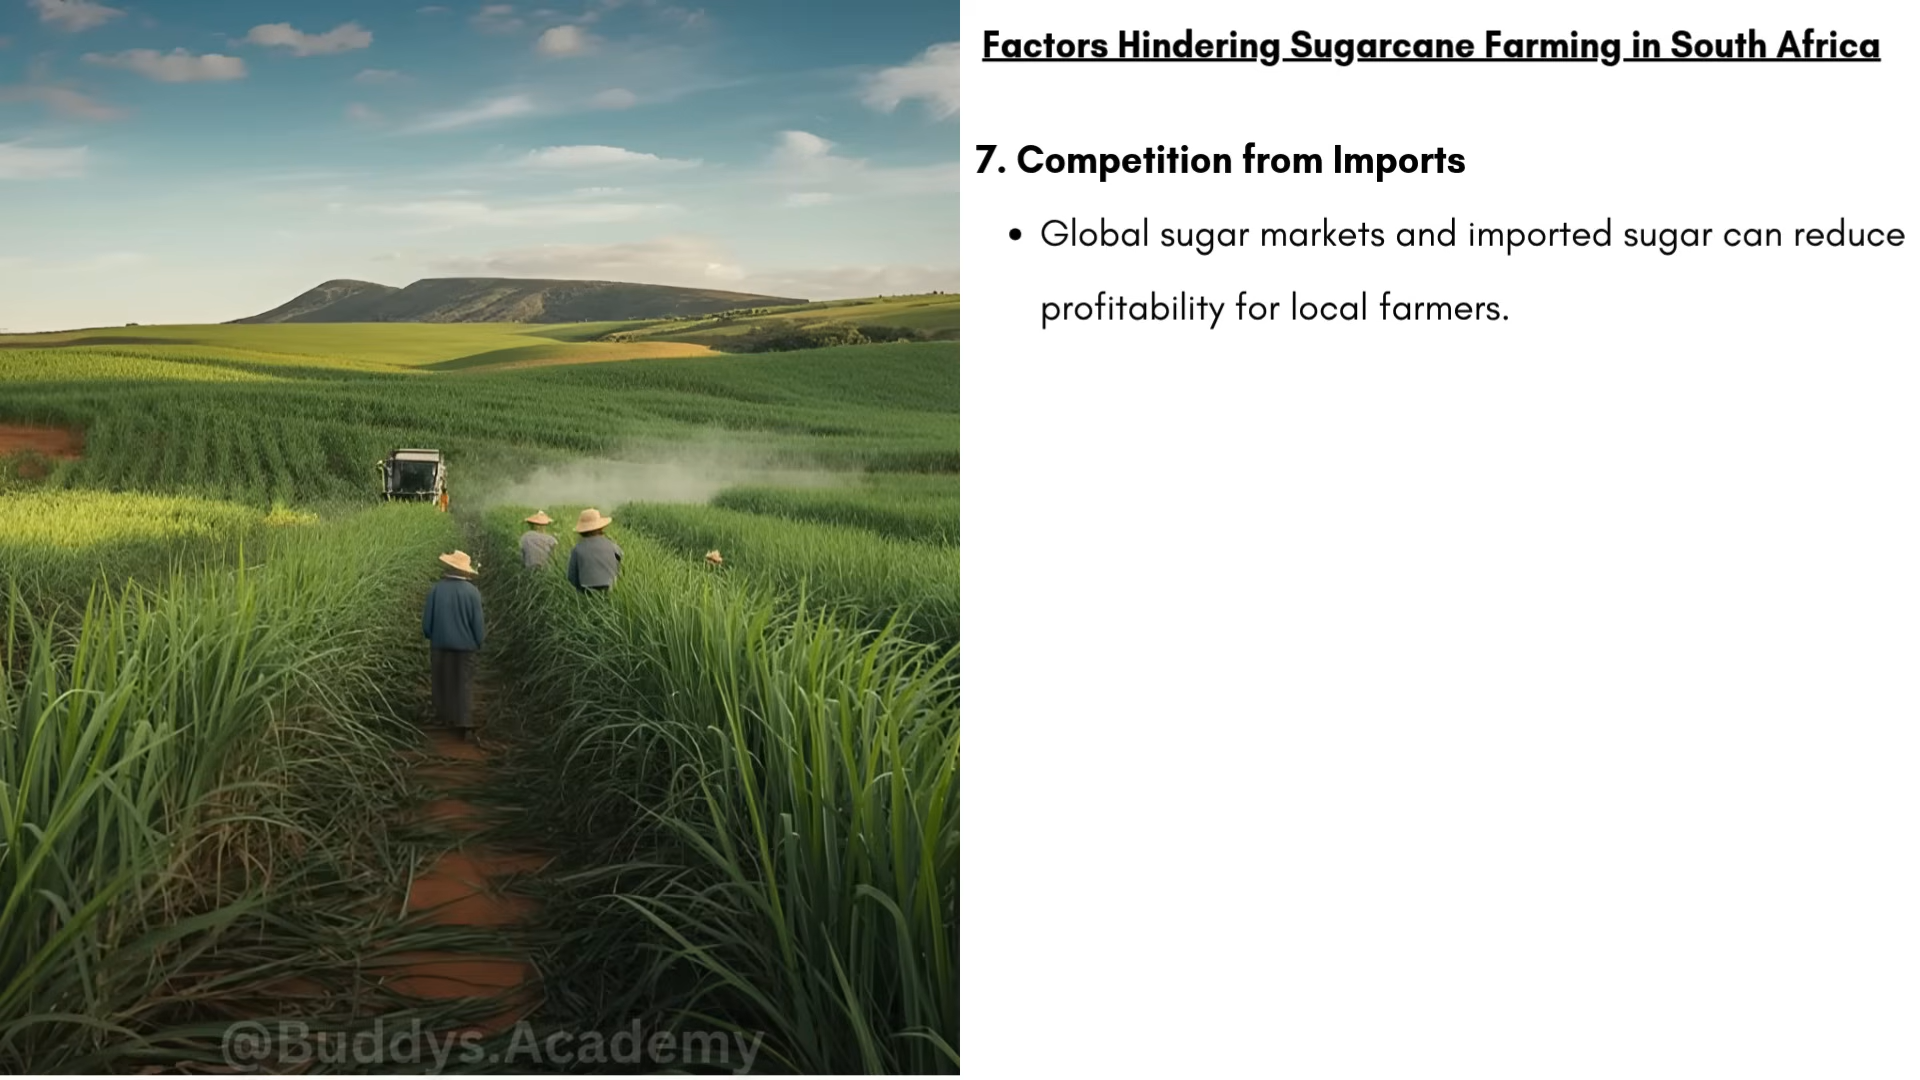 Factors Hindering Sugarcane Farming in South Africa
7. Competition from Imports
• Global sugar markets and imported sugar can reduce
profitability for local farmers.
@Buddys.Academy